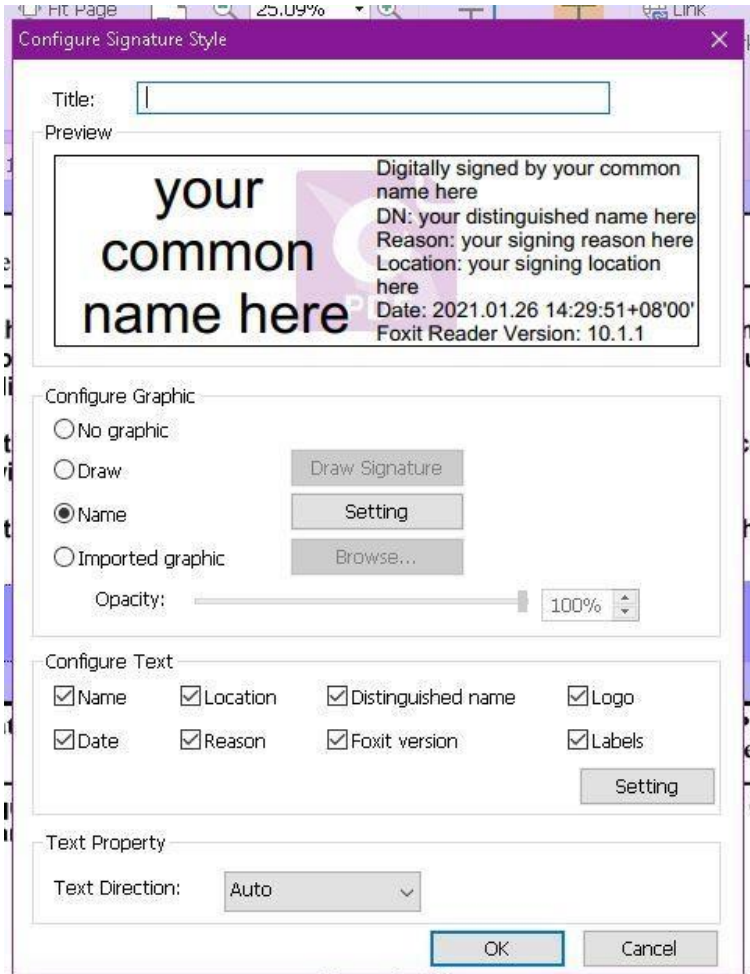 Fit Page
25.09%
Link
Configure Signature Style
Title:
Preview
your
common
name here
Digitally signed by your common
name here
DN: your distinguished name here
Reason: your signing reason here
Location: your signing location
here
Date: 2021.01.26 14:29:51+08'00'
Foxit Reader Version: 10.1.1
PDF
Configure Graphic
No graphic
Draw
Draw Signature
Name
Setting
Imported graphic
Browse...
Opacity:
100%
Configure Text
Name
Location
Distinguished name
Logo
Date
Reason
Foxit version
Labels
Setting
Text Property
Text Direction:
Auto
OK
Cancel